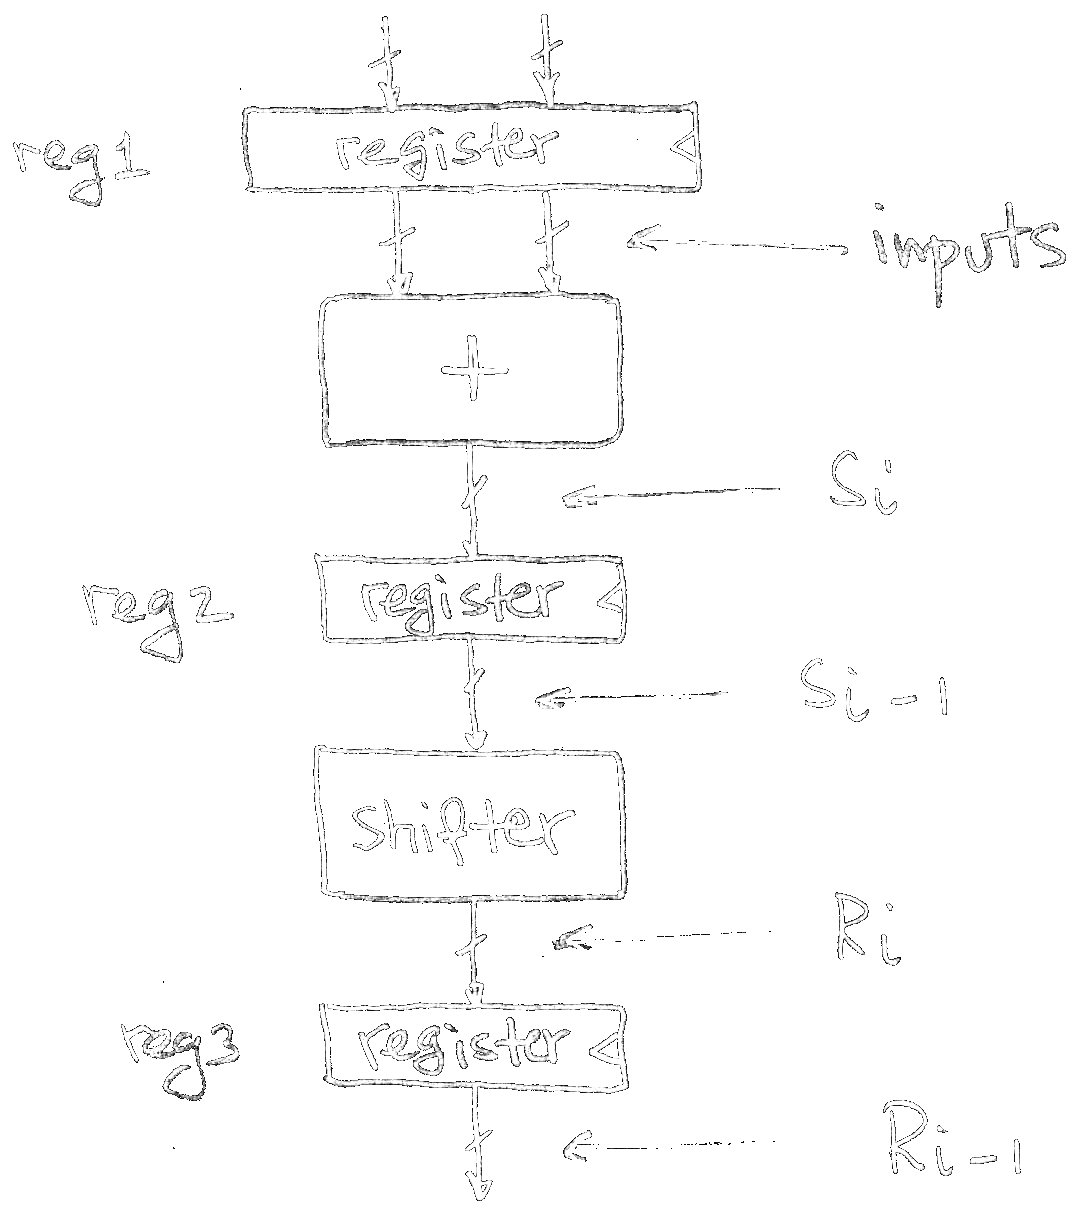 reg1
register
inputs
+
Si
reg2
register
Si-1
shifter
Ri
reg3
register
Ri-1